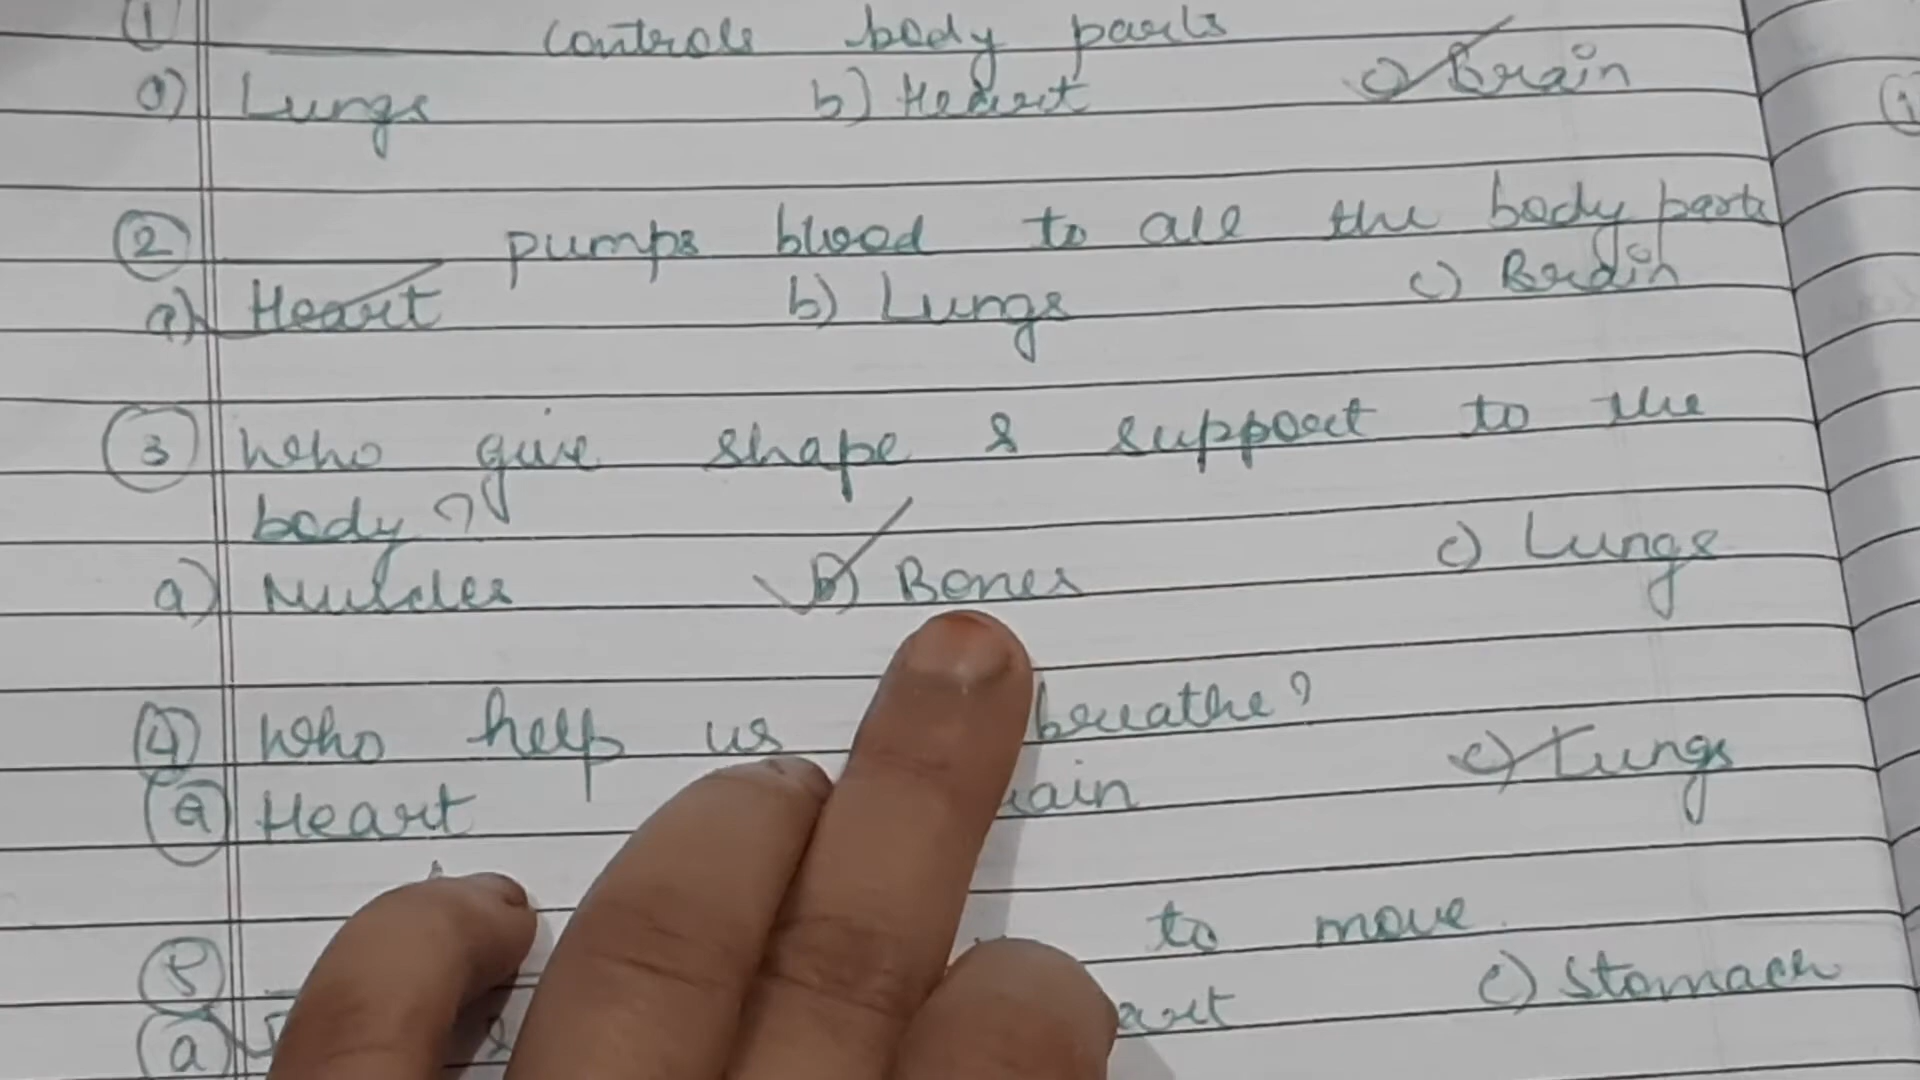 ① ______ controls body parts
a) Lungs b) Heart c) Brain
② ______ pumps blood to all the body parts
a) Heart b) Lungs c) Brain
③ Who give shape & support to the
body?
a) Muscles b) Bones c) Lungs
④ Who help us breathe?
ⓐ Heart c) Lungs
⑤ to move.
ⓐ c) Stomach